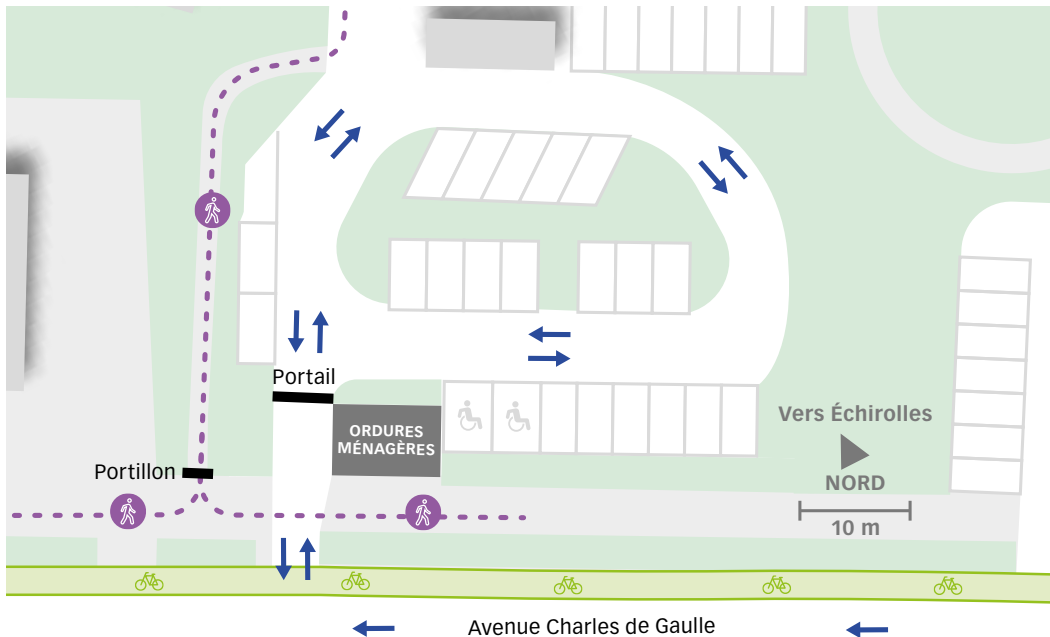 Portail
ORDURES
MÉNAGÈRES
Vers Échirolles
NORD
10 m
Portillon
Avenue Charles de Gaulle